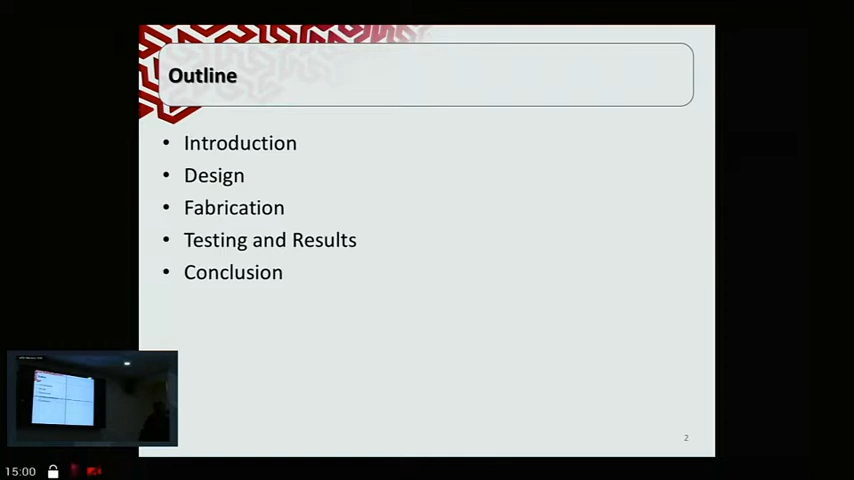 Outline
• Introduction
• Design
• Fabrication
• Testing and Results
• Conclusion
2
15:00